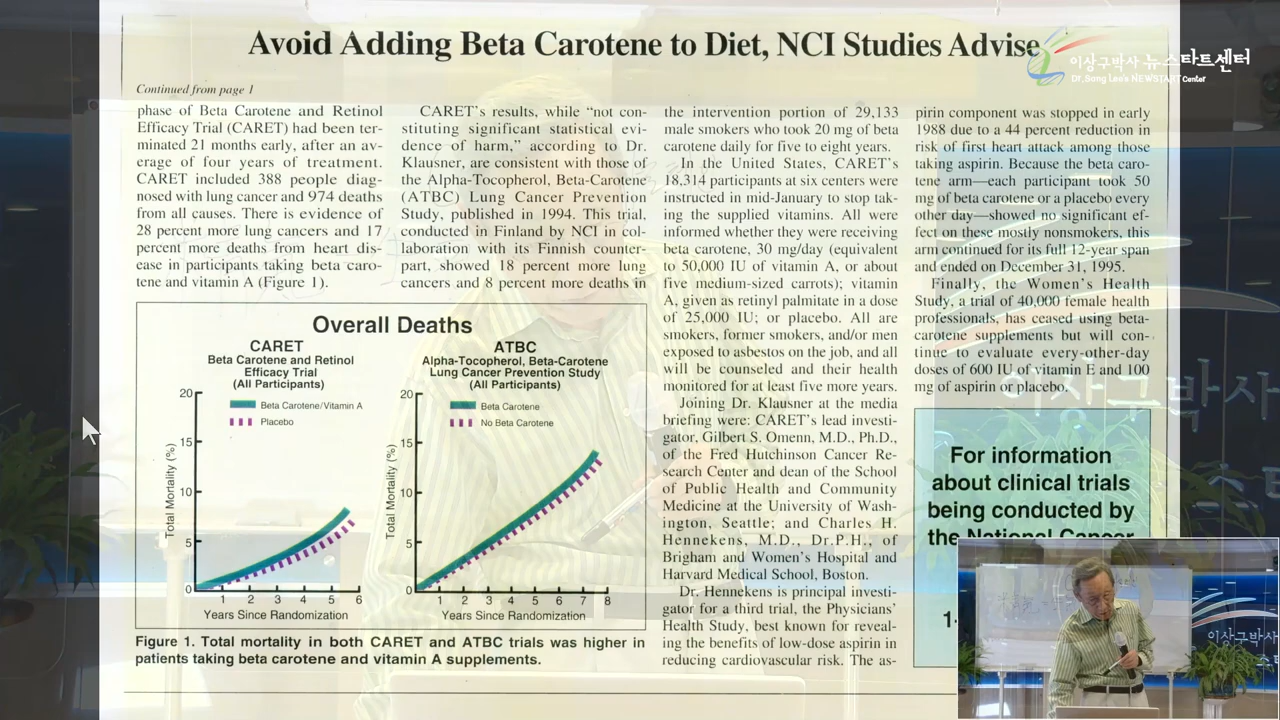 Avoid Adding Beta Carotene to Diet, NCI Studies Advise
이상구박사 뉴스타트센터
Dr. Sang Lee's NEWSTART Center
Continued from page 1
phase of Beta Carotene and Retinol
Efficacy Trial (CARET) had been ter-
minated 21 months early, after an av-
erage of four years of treatment.
CARET included 388 people diag-
nosed with lung cancer and 974 deaths
from all causes. There is evidence of
28 percent more lung cancers and 17
percent more deaths from heart dis-
ease in participants taking beta caro-
tene and vitamin A (Figure 1).
CARET's results, while "not con-
stituting significant statistical evi-
dence of harm," according to Dr.
Klausner, are consistent with those of
the Alpha-Tocopherol, Beta-Carotene
(ATBC) Lung Cancer Prevention
Study, published in 1994. This trial,
conducted in Finland by NCI in col-
laboration with its Finnish counter-
part, showed 18 percent more lung
cancers and 8 percent more deaths in
the intervention portion of 29,133
male smokers who took 20 mg of beta
carotene daily for five to eight years.
In the United States, CARET's
18,314 participants at six centers were
instructed in mid-January to stop tak-
ing the supplied vitamins. All were
informed whether they were receiving
beta carotene, 30 mg/day (equivalent
to 50,000 IU of vitamin A, or about
five medium-sized carrots); vitamin
A, given as retinyl palmitate in a dose
of 25,000 IU; or placebo. All are
smokers, former smokers, and/or men
exposed to asbestos on the job, and all
will be counseled and their health
monitored for at least five more years.
Joining Dr. Klausner at the media
briefing were: CARET's lead investi-
gator, Gilbert S. Omenn, M.D., Ph.D.,
of the Fred Hutchinson Cancer Re-
search Center and dean of the School
of Public Health and Community
Medicine at the University of Wash-
ington, Seattle; and Charles H.
Hennekens, M.D., Dr.P.H., of
Brigham and Women's Hospital and
Harvard Medical School, Boston.
Dr. Hennekens is principal investi-
gator for a third trial, the Physicians'
Health Study, best known for reveal-
ing the benefits of low-dose aspirin in
reducing cardiovascular risk. The as-
pirin component was stopped in early
1988 due to a 44 percent reduction in
risk of first heart attack among those
taking aspirin. Because the beta caro-
tene arm—each participant took 50
mg of beta carotene or a placebo every
other day—showed no significant ef-
fect on these mostly nonsmokers, this
arm continued for its full 12-year span
and ended on December 31, 1995.
Finally, the Women's Health
Study, a trial of 40,000 female health
professionals, has ceased using beta-
carotene supplements but will con-
tinue to evaluate every-other-day
doses of 600 IU of vitamin E and 100
mg of aspirin or placebo.
Overall Deaths
CARET
Beta Carotene and Retinol
Efficacy Trial
(All Participants)
Beta Carotene/Vitamin A
Placebo
Total Mortality (%)
20
15
10
5
0
1 2 3 4 5 6
Years Since Randomization
ATBC
Alpha-Tocopherol, Beta-Carotene
Lung Cancer Prevention Study
(All Participants)
Beta Carotene
No Beta Carotene
Total Mortality (%)
20
15
10
5
0
1 2 3 4 5 6 7 8
Years Since Randomization
Figure 1. Total mortality in both CARET and ATBC trials was higher in
patients taking beta carotene and vitamin A supplements.
For information
about clinical trials
being conducted by
the National Cancer
1-
이상구박사
이상구박사